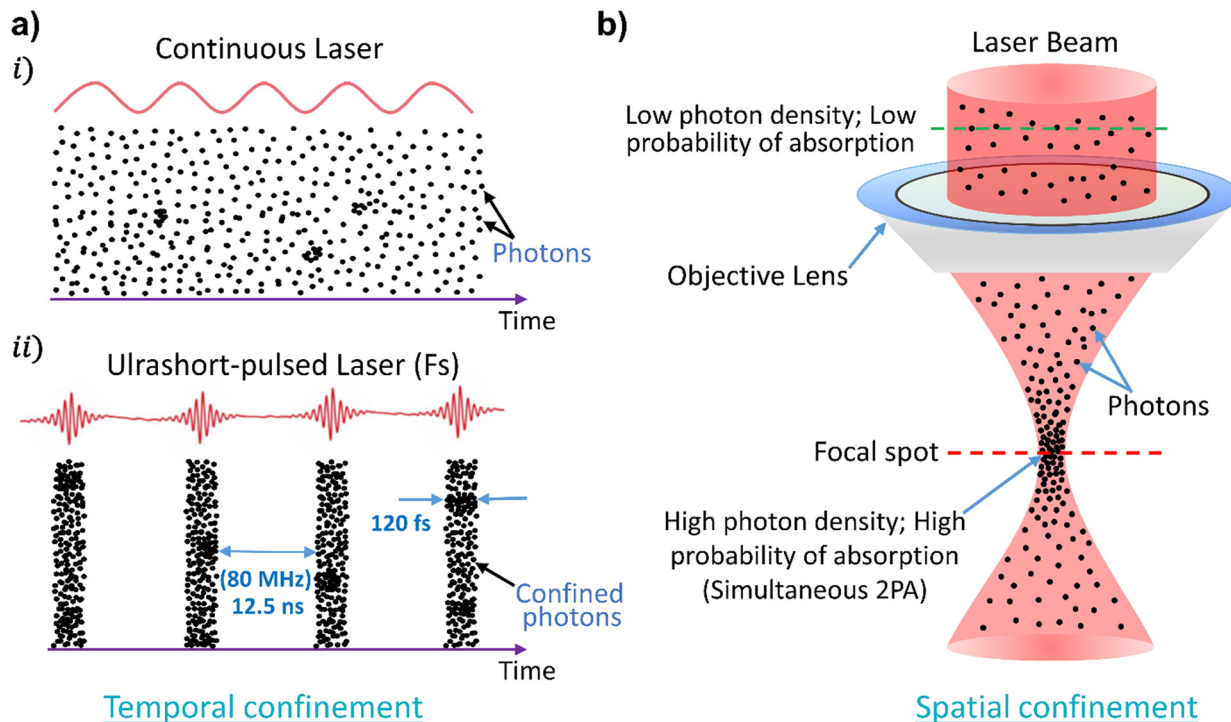 a)
Continuous Laser
i)
Photons
Time
ii)
Ulrashort-pulsed Laser (Fs)
120 fs
(80 MHz)
12.5 ns
Confined
photons
Time
Temporal confinement
b)
Laser Beam
Low photon density; Low
probability of absorption
Objective Lens
Photons
Focal spot
High photon density; High
probability of absorption
(Simultaneous 2PA)
Spatial confinement